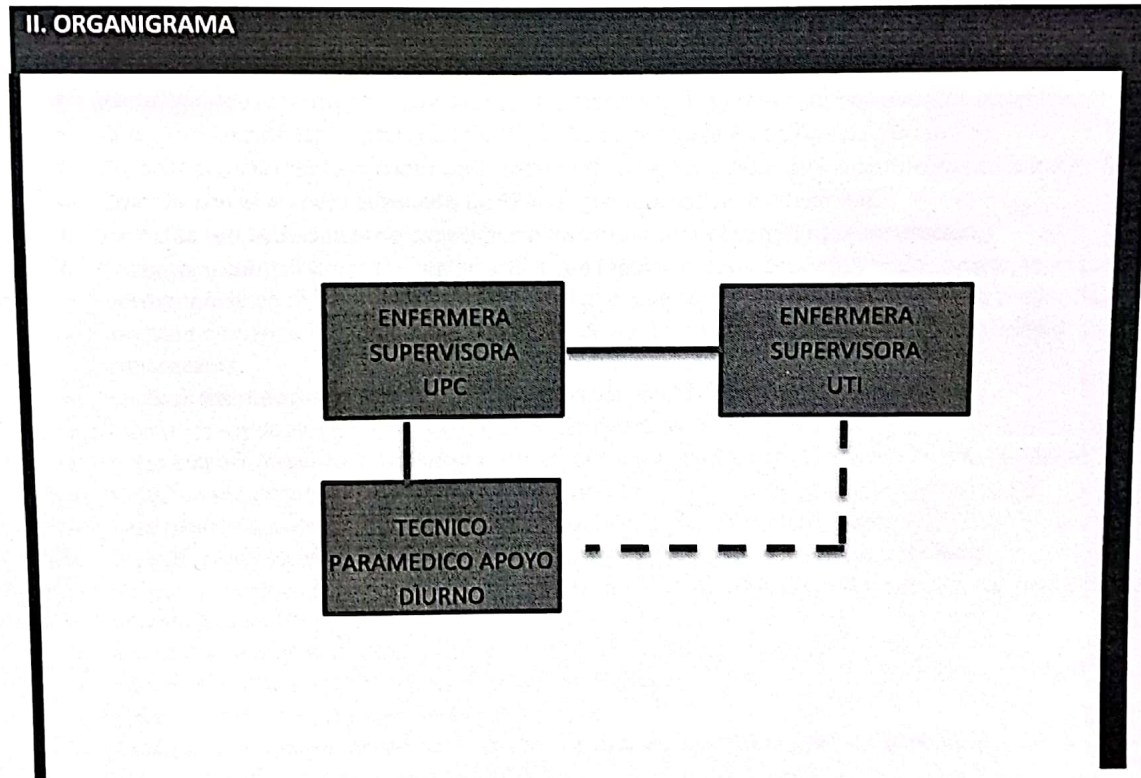 II. ORGANIGRAMA
ENFERMERA
SUPERVISORA
UPC
ENFERMERA
SUPERVISORA
UTI
TECNICO
PARAMEDICO APOYO
DIURNO